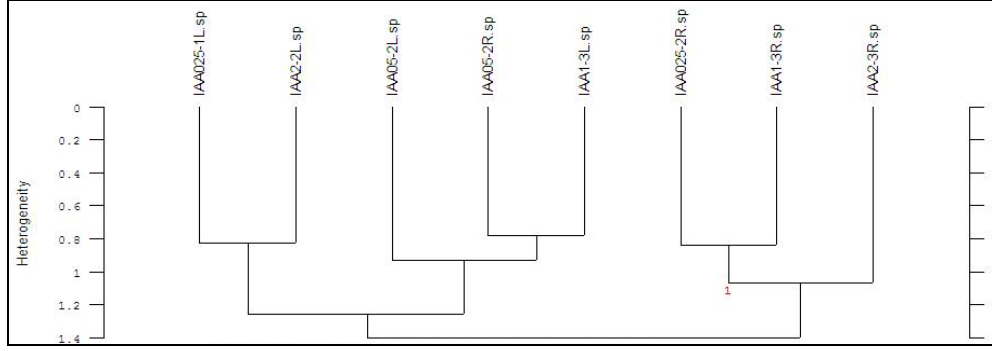 IAA025-1L.sp
IAA2-2L.sp
IAA05-2L.sp
IAA05-2R.sp
IAA1-3L.sp
IAA025-2R.sp
IAA1-3R.sp
IAA2-3R.sp
Heterogeneity
0
0.2
0.4
0.6
0.8
1
1.2
1.4
1